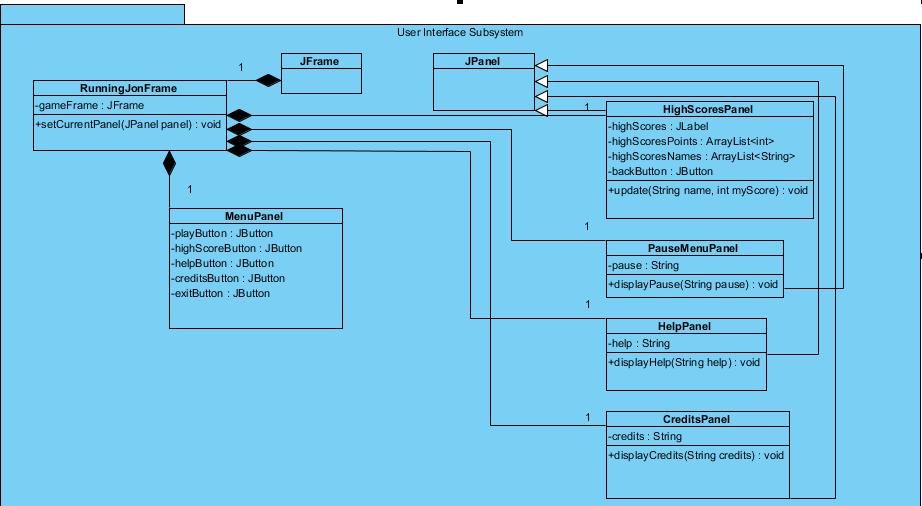 User Interface Subsystem
1
JFrame
JPanel
RunningJonFrame
-gameFrame : JFrame
+setCurrentPanel(JPanel panel) : void
1
HighScoresPanel
-highScores : JLabel
-highScoresPoints : ArrayList<int>
-highScoresNames : ArrayList<String>
-backButton : JButton
+update(String name, int myScore) : void
1
MenuPanel
-playButton : JButton
-highScoreButton : JButton
-helpButton : JButton
-creditsButton : JButton
-exitButton : JButton
1
PauseMenuPanel
-pause : String
+displayPause(String pause) : void
1
HelpPanel
-help : String
+displayHelp(String help) : void
1
CreditsPanel
-credits : String
+displayCredits(String credits) : void